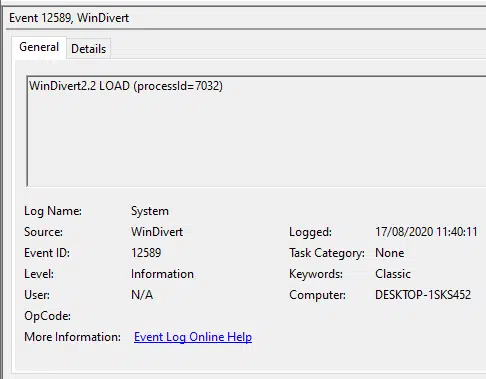 Event 12589, WinDivert
General Details
WinDivert2.2 LOAD (processId=7032)
Log Name: System
Source: WinDivert Logged: 17/08/2020 11:40:11
Event ID: 12589 Task Category: None
Level: Information Keywords: Classic
User: N/A Computer: DESKTOP-1SKS452
OpCode:
More Information: Event Log Online Help